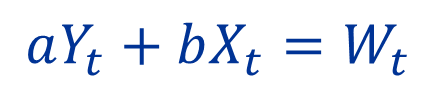 aY_t + bX_t = W_t